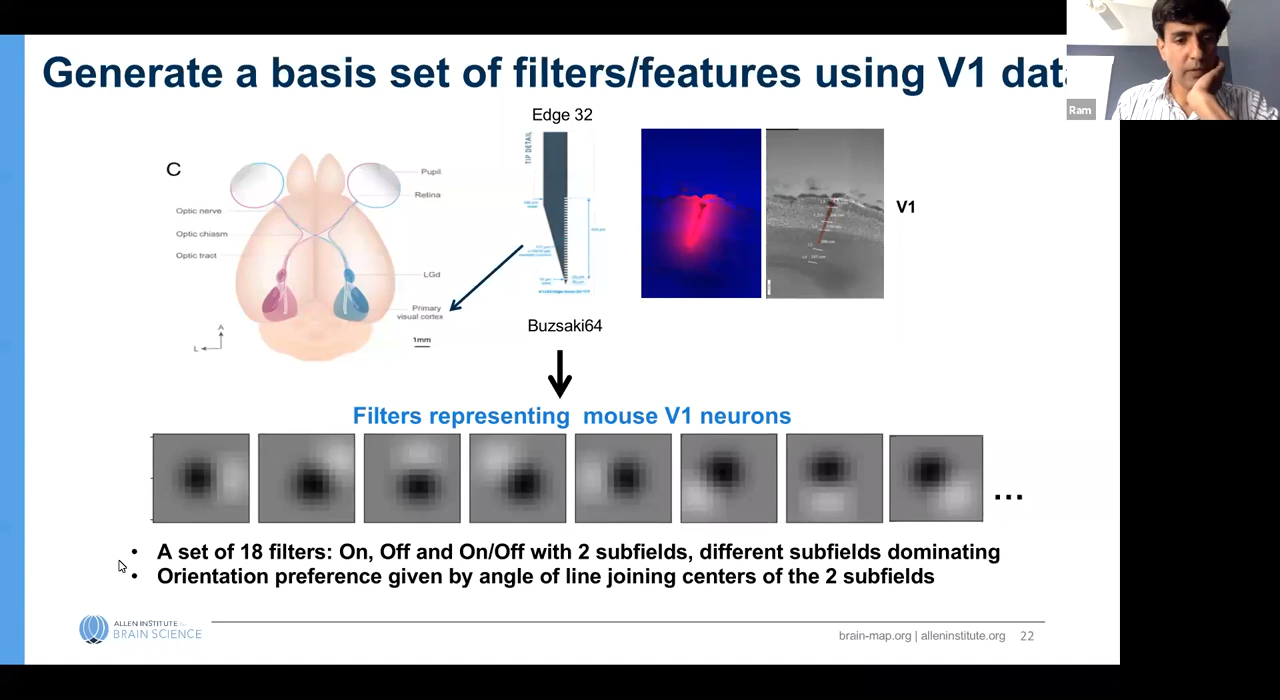 Generate a basis set of filters/features using V1 dat
Ram
Edge 32
TIP DETAIL
C
Pupil
Retina
Optic nerve
Optic chiasm
Optic tract
LGd
Primary
visual cortex
A
L
1mm
V1
Buzsaki64
Filters representing mouse V1 neurons
...
• A set of 18 filters: On, Off and On/Off with 2 subfields, different subfields dominating
• Orientation preference given by angle of line joining centers of the 2 subfields
ALLEN INSTITUTE for
BRAIN SCIENCE
brain-map.org | alleninstitute.org 22